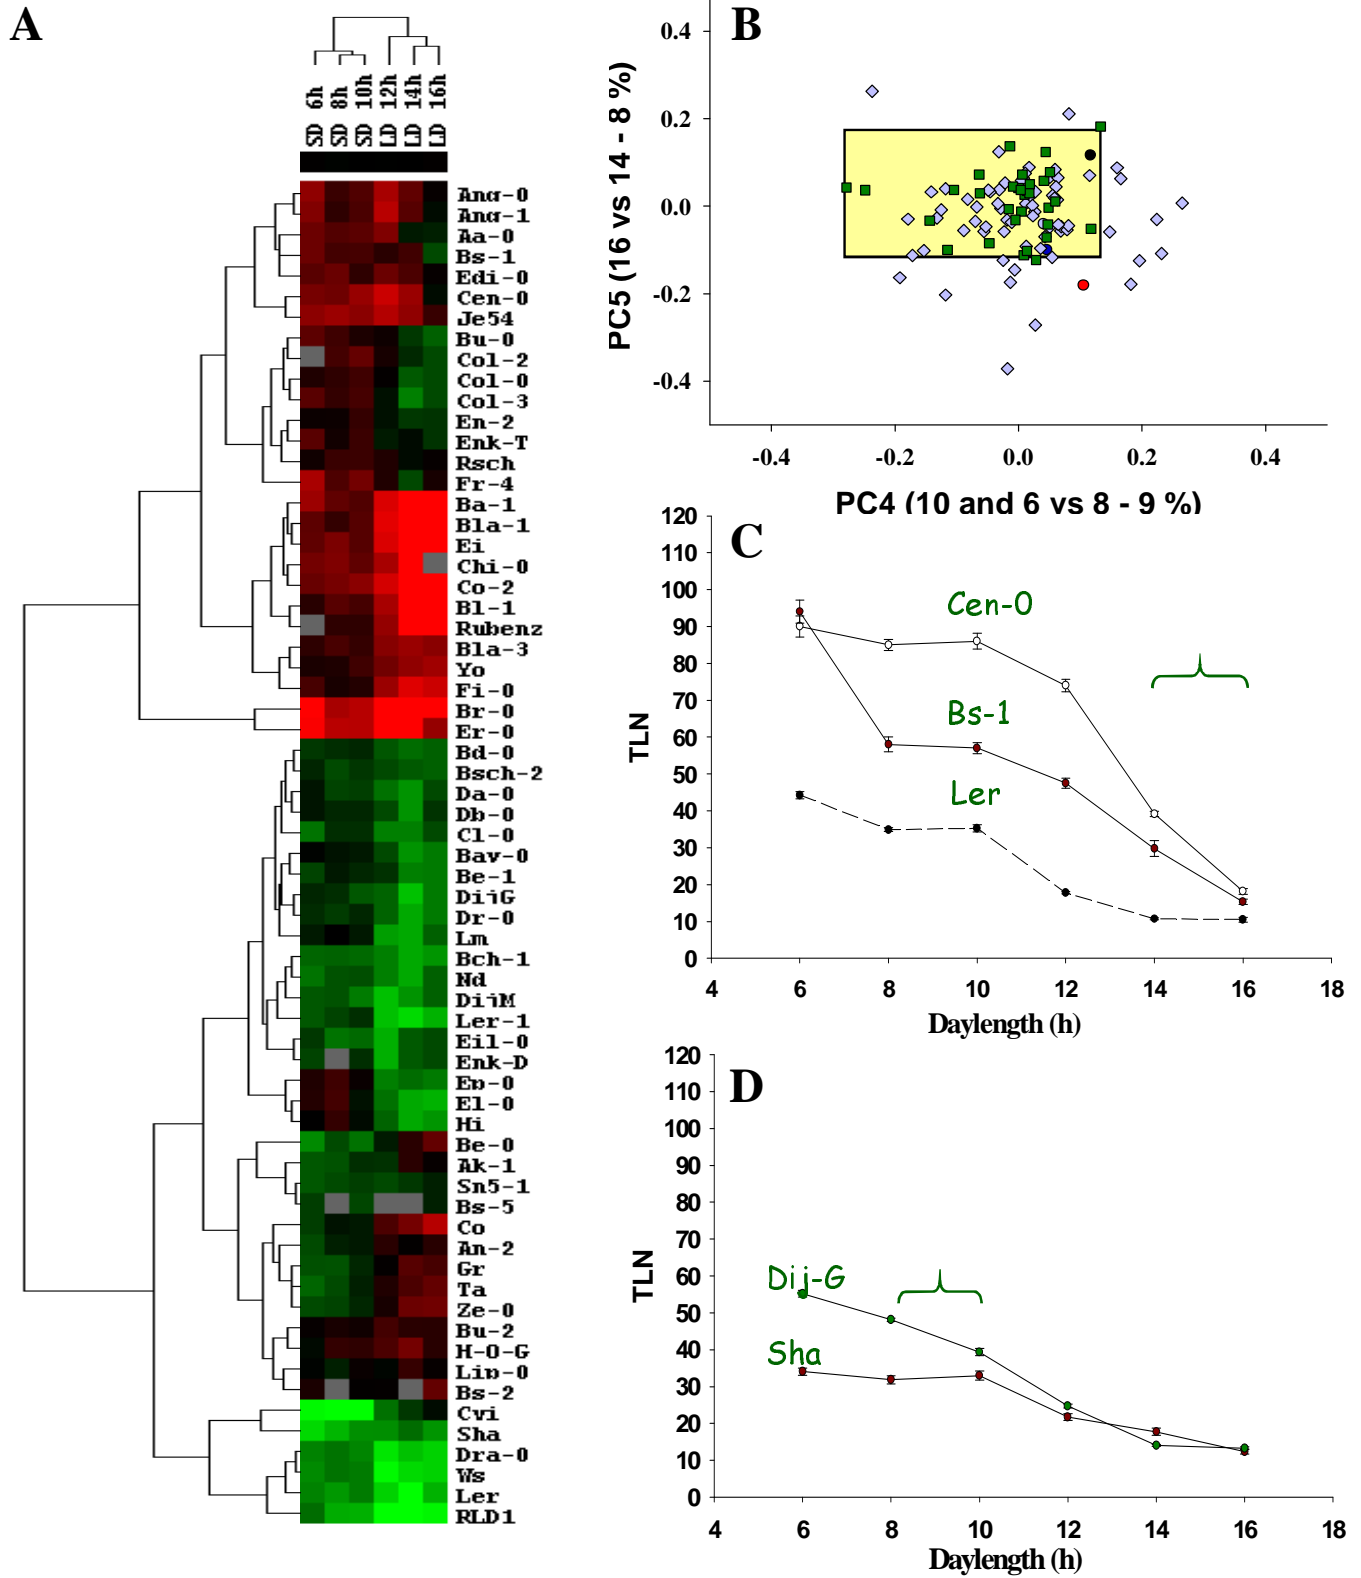 A
SD 6h
SD 8h
SD 10h
LD 12h
LD 14h
LD 16h
Ang-0
Ang-1
Aa-0
Bs-1
Edi-0
Cen-0
Je54
Bu-0
Col-2
Col-0
Col-3
En-2
Enk-T
Rsch
Fr-4
Ba-1
Bla-1
Ei
Chi-0
Co-2
Bl-1
Rubenz
Bla-3
Yo
Fi-0
Br-0
Er-0
Bd-0
Bsch-2
Da-0
Db-0
Cl-0
Bay-0
Be-1
DijG
Dr-0
Lm
Bch-1
Nd
DijM
Ler-1
Eil-0
Enk-D
Ep-0
El-0
Hi
Be-0
Ak-1
Sn5-1
Bs-5
Co
An-2
Gr
Ta
Ze-0
Bu-2
H-O-G
Lip-0
Bs-2
Cvi
Sha
Dra-0
Ws
Ler
RLD1
B
PC5 (16 vs 14 - 8 %)
0.4
0.2
0.0
-0.2
-0.4
-0.4 -0.2 0.0 0.2 0.4
PC4 (10 and 6 vs 8 - 9 %)
C
TLN
120
110
100
90
80
70
60
50
40
30
20
10
0
Cen-0
Bs-1
Ler
4 6 8 10 12 14 16 18
Daylength (h)
D
TLN
120
110
100
90
80
70
60
50
40
30
20
10
0
Dij-G
Sha
4 6 8 10 12 14 16 18
Daylength (h)